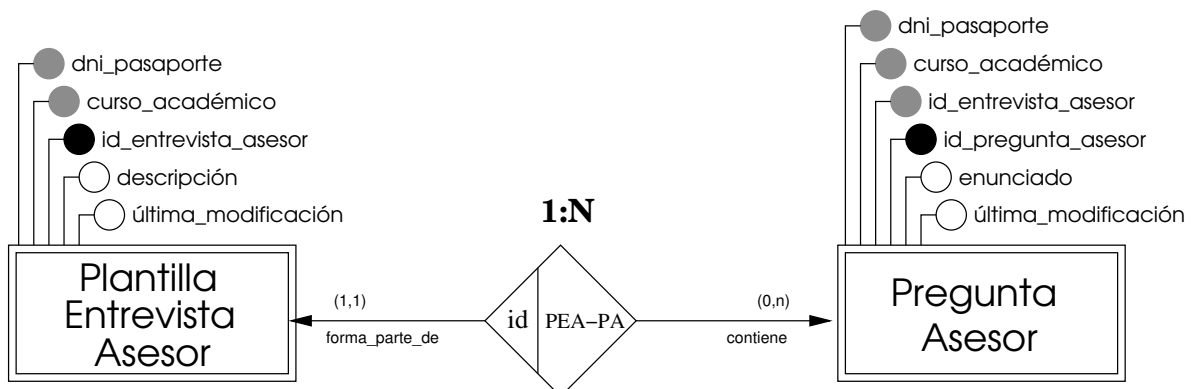 dni_pasaporte
curso_académico
id_entrevista_asesor
descripción
última_modificación
Plantilla
Entrevista
Asesor
1:N
(1,1)
forma_parte_de
id
PEA–PA
(0,n)
contiene
dni_pasaporte
curso_académico
id_entrevista_asesor
id_pregunta_asesor
enunciado
última_modificación
Pregunta
Asesor